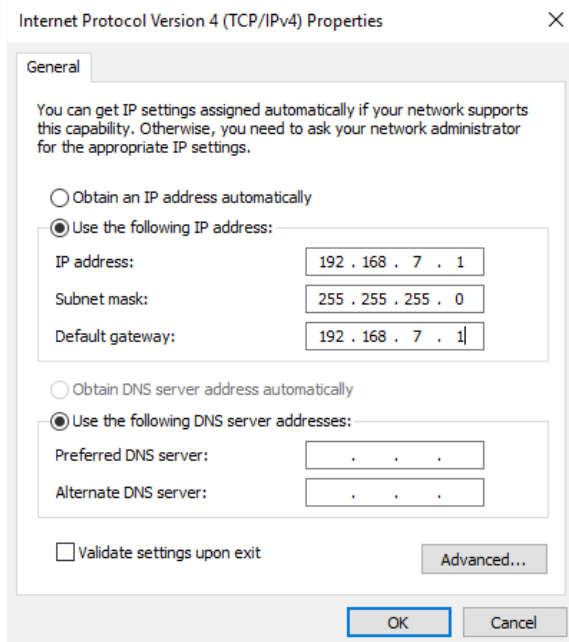 Internet Protocol Version 4 (TCP/IPv4) Properties
General
You can get IP settings assigned automatically if your network supports
this capability. Otherwise, you need to ask your network administrator
for the appropriate IP settings.
Obtain an IP address automatically
Use the following IP address:
IP address: 192 . 168 . 7 . 1
Subnet mask: 255 . 255 . 255 . 0
Default gateway: 192 . 168 . 7 . 1
Obtain DNS server address automatically
Use the following DNS server addresses:
Preferred DNS server: . . .
Alternate DNS server: . . .
Validate settings upon exit
Advanced...
OK Cancel